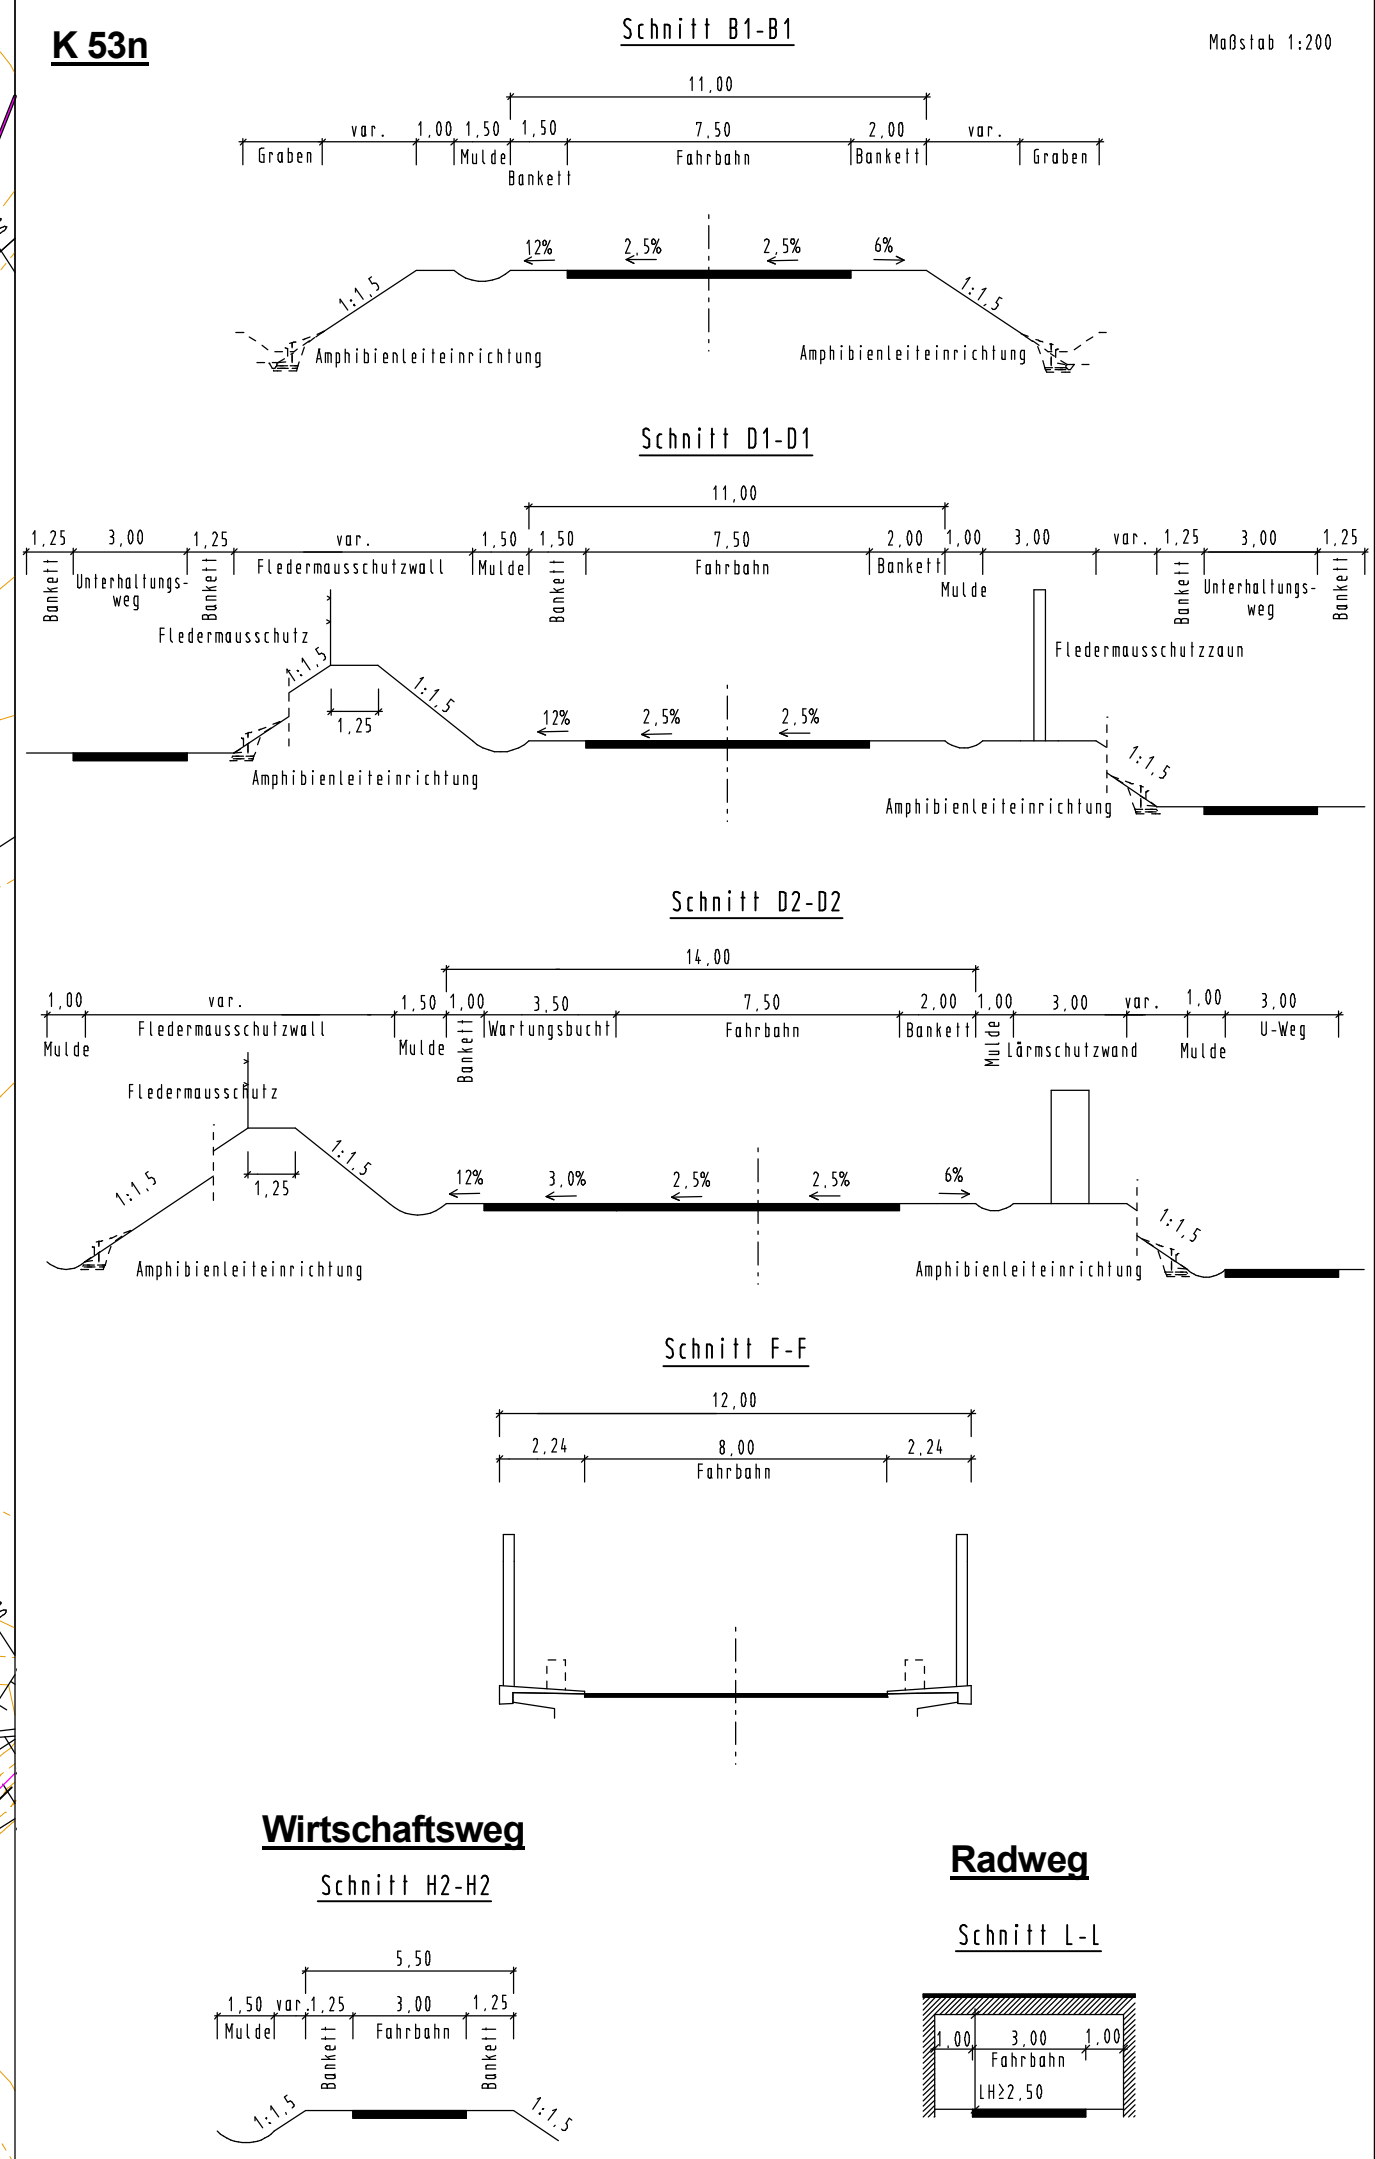 K 53n
Schnitt B1-B1
Maßstab 1:200
11,00
var. 1,00 1,50 1,50 7,50 2,00 var.
Graben Mulde Bankett Fahrbahn Bankett Graben
12% 2,5% 2,5% 6%
1:1,5 1:1,5
Amphibienleiteinrichtung Amphibienleiteinrichtung
Schnitt D1-D1
11,00
1,25 3,00 1,25 var. 1,50 1,50 7,50 2,00 1,00 3,00 var. 1,25 3,00 1,25
Bankett Unterhaltungs-
weg Bankett Fledermausschutzwall Mulde Bankett Fahrbahn Bankett Mulde Bankett Unterhaltungs-
weg Bankett
Fledermausschutz Fledermausschutzzaun
1:1,5 1:1,5
1,25 12% 2,5% 2,5%
1:1,5
Amphibienleiteinrichtung Amphibienleiteinrichtung
Schnitt D2-D2
14,00
1,00 var. 1,50 1,00 3,50 7,50 2,00 1,00 3,00 var. 1,00 3,00
Mulde Fledermausschutzwall Mulde Bankett Wartungsbucht Fahrbahn Bankett Mulde Lärmschutzwand Mulde U-Weg
Fledermausschutz
1:1,5 1:1,5
1,25 12% 3,0% 2,5% 2,5% 6%
1:1,5
Amphibienleiteinrichtung Amphibienleiteinrichtung
Schnitt F-F
12,00
2,24 8,00 2,24
Fahrbahn
Wirtschaftsweg
Schnitt H2-H2
5,50
1,50 var. 1,25 3,00 1,25
Mulde Bankett Fahrbahn Bankett
1:1,5 1:1,5
Radweg
Schnitt L-L
1,00 3,00 1,00
Fahrbahn
LH≥2,50